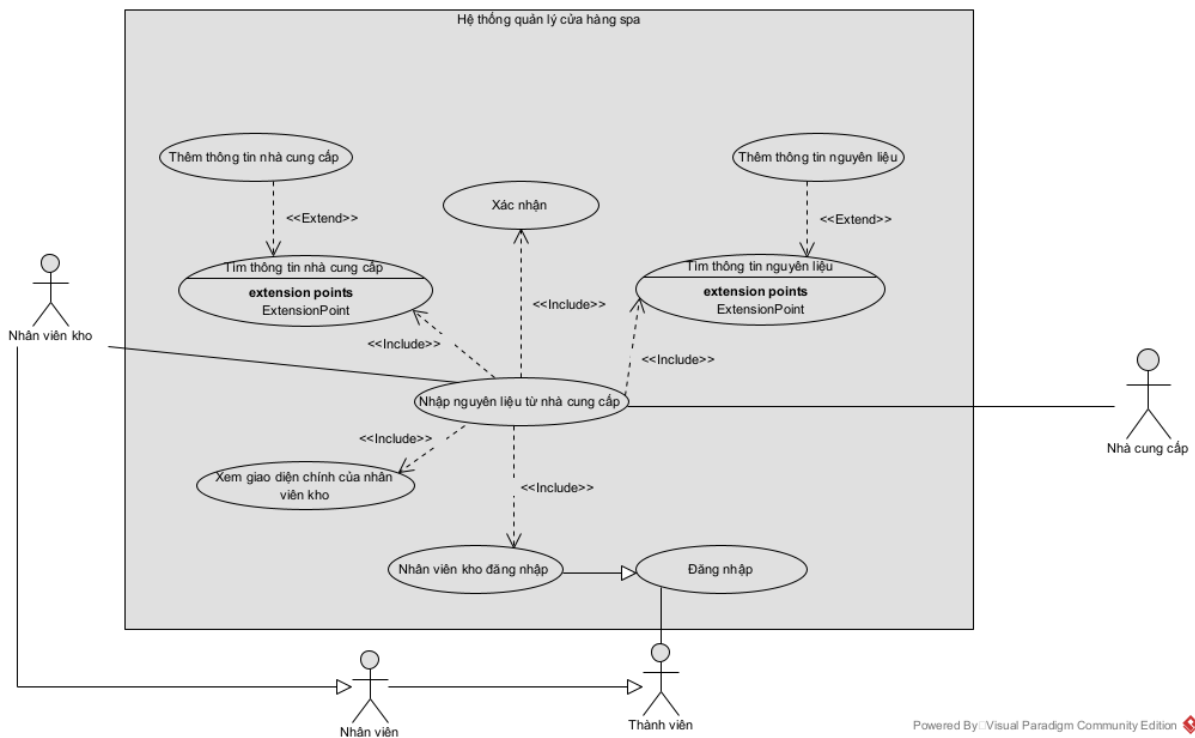 Hệ thống quản lý cửa hàng spa
Thêm thông tin nhà cung cấp
Thêm thông tin nguyên liệu
<<Extend>>
<<Extend>>
Xác nhận
Tìm thông tin nhà cung cấp
extension points
ExtensionPoint
Tìm thông tin nguyên liệu
extension points
ExtensionPoint
<<Include>>
Nhân viên kho
<<Include>>
<<Include>>
Nhập nguyên liệu từ nhà cung cấp
Nhà cung cấp
<<Include>>
Xem giao diện chính của nhân
viên kho
<<Include>>
Nhân viên kho đăng nhập
Đăng nhập
Nhân viên
Thành viên
Powered By Visual Paradigm Community Edition